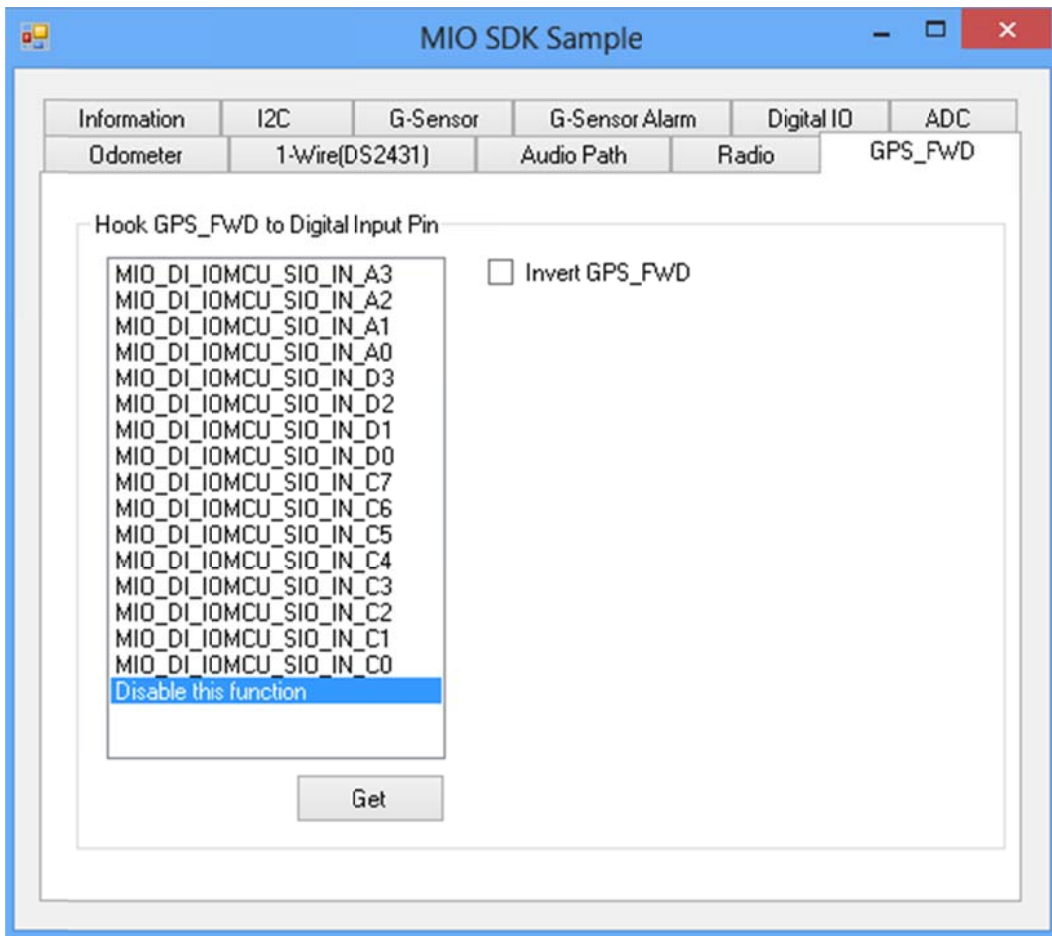 MIO SDK Sample
Information I2C G-Sensor G-Sensor Alarm Digital IO ADC
Odometer 1-Wire(DS2431) Audio Path Radio GPS_FWD
Hook GPS_FWD to Digital Input Pin
MIO_DI_IOMCU_SIO_IN_A3 Invert GPS_FWD
MIO_DI_IOMCU_SIO_IN_A2
MIO_DI_IOMCU_SIO_IN_A1
MIO_DI_IOMCU_SIO_IN_A0
MIO_DI_IOMCU_SIO_IN_D3
MIO_DI_IOMCU_SIO_IN_D2
MIO_DI_IOMCU_SIO_IN_D1
MIO_DI_IOMCU_SIO_IN_D0
MIO_DI_IOMCU_SIO_IN_C7
MIO_DI_IOMCU_SIO_IN_C6
MIO_DI_IOMCU_SIO_IN_C5
MIO_DI_IOMCU_SIO_IN_C4
MIO_DI_IOMCU_SIO_IN_C3
MIO_DI_IOMCU_SIO_IN_C2
MIO_DI_IOMCU_SIO_IN_C1
MIO_DI_IOMCU_SIO_IN_C0
Disable this function
Get